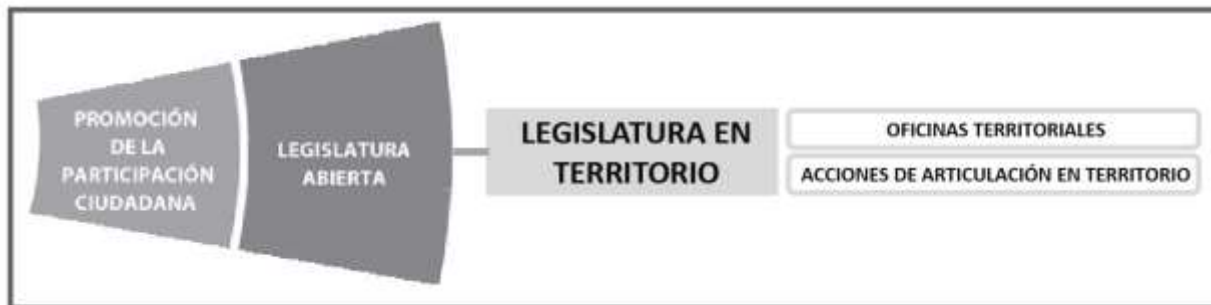 PROMOCIÓN
DE LA
PARTICIPACIÓN
CIUDADANA
LEGISLATURA
ABIERTA
LEGISLATURA EN
TERRITORIO
OFICINAS TERRITORIALES
ACCIONES DE ARTICULACIÓN EN TERRITORIO